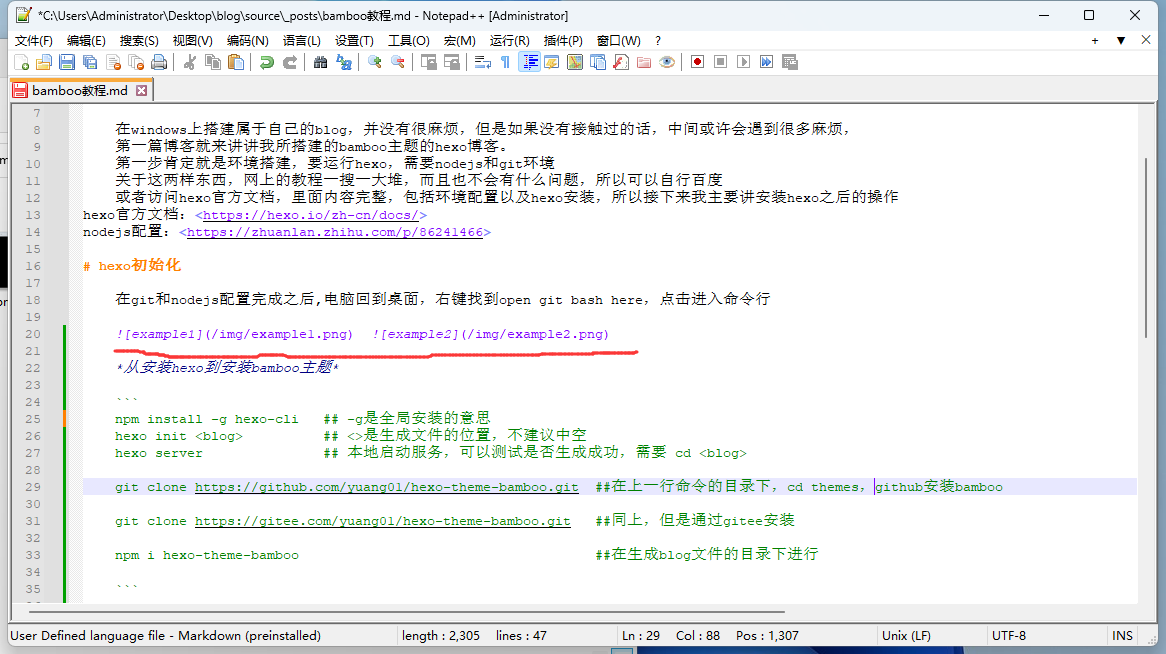 *C:\Users\Administrator\Desktop\blog\source\_posts\bamboo教程.md - Notepad++ [Administrator]
文件(F) 编辑(E) 搜索(S) 视图(V) 编码(N) 语言(L) 设置(T) 工具(O) 宏(M) 运行(R) 插件(P) 窗口(W) ?
bamboo教程.md
7
8 在windows上搭建属于自己的blog，并没有很麻烦，但是如果没有接触过的话，中间或许会遇到很多麻烦，
9 第一篇博客就来讲讲我所搭建的bamboo主题的hexo博客。
10 第一步肯定就是环境搭建，要运行hexo，需要nodejs和git环境
11 关于这两样东西，网上的教程一搜一大堆，而且也不会有什么问题，所以可以自行百度
12 或者访问hexo官方文档，里面内容完整，包括环境配置以及hexo安装，所以接下来我主要讲安装hexo之后的操作
13 hexo官方文档：<https://hexo.io/zh-cn/docs/>
14 nodejs配置：<https://zhuanlan.zhihu.com/p/86241466>
15
16 # hexo初始化
17
18 在git和nodejs配置完成之后,电脑回到桌面，右键找到open git bash here，点击进入命令行
19
20 ![example1](/img/example1.png) ![example2](/img/example2.png)
21
22 *从安装hexo到安装bamboo主题*
23
24 ```
25 npm install -g hexo-cli ## -g是全局安装的意思
26 hexo init <blog> ## <>是生成文件的位置，不建议中空
27 hexo server ## 本地启动服务，可以测试是否生成成功，需要 cd <blog>
28
29 git clone https://github.com/yuang01/hexo-theme-bamboo.git ##在上一行命令的目录下，cd themes，github安装bamboo
30
31 git clone https://gitee.com/yuang01/hexo-theme-bamboo.git ##同上，但是通过gitee安装
32
33 npm i hexo-theme-bamboo ##在生成blog文件的目录下进行
34
35 ```
User Defined language file - Markdown (preinstalled) length : 2,305 lines : 47 Ln : 29 Col : 88 Pos : 1,307 Unix (LF) UTF-8 INS